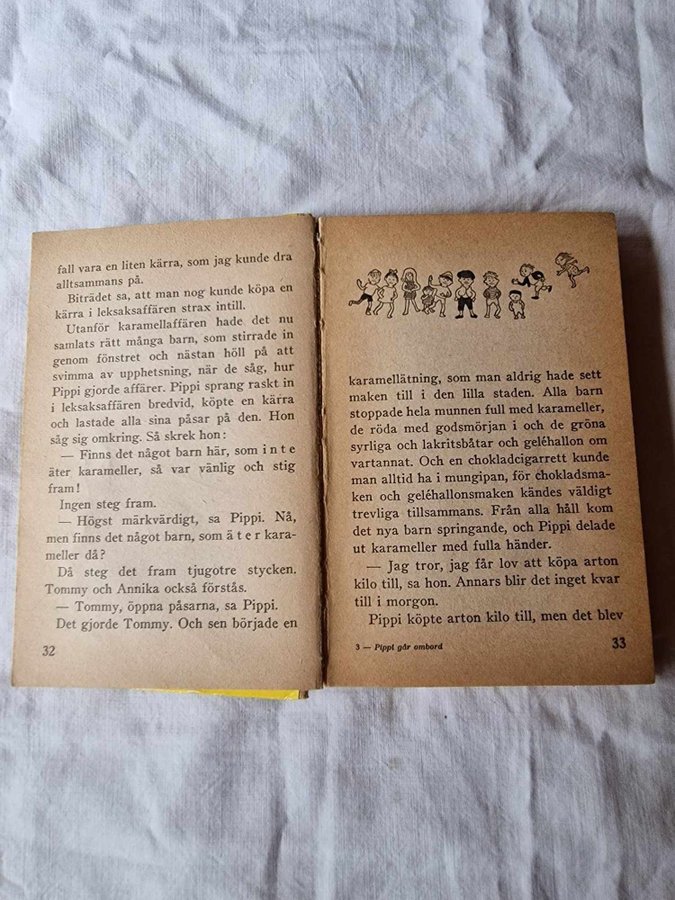 fall vara en liten kärra, som jag kunde dra
alltsammans på.
Biträdet sa, att man nog kunde köpa en
kärra i leksaksaffären strax intill.
Utanför karamellaffären hade det nu
samlats rätt många barn, som stirrade in
genom fönstret och nästan höll på att
svimma av upphetsning, när de såg, hur
Pippi gjorde affärer. Pippi sprang raskt in
i leksaksaffären bredvid, köpte en kärra
och lastade alla sina påsar på den. Hon
såg sig omkring. Så skrek hon:
— Finns det något barn här, som inte
äter karameller, så var vänlig och stig
fram!
Ingen steg fram.
— Högst märkvärdigt, sa Pippi. Nå,
men finns det något barn, som äter kara-
meller då?
Då steg det fram tjugotre stycken.
Tommy och Annika också förstås.
— Tommy, öppna påsarna, sa Pippi.
Det gjorde Tommy. Och sen började en
32
karamellätning, som man aldrig hade sett
maken till i den lilla staden. Alla barn
stoppade hela munnen full med karameller,
de röda med godsmörjan i och de gröna
syrliga och lakritsbåtar och geléhallon om
vartannat. Och en chokladcigarrett kunde
man alltid ha i mungipan, för chokladsma-
ken och geléhallonsmaken kändes väldigt
trevliga tillsammans. Från alla håll kom
det nya barn springande, och Pippi delade
ut karameller med fulla händer.
— Jag tror, jag får lov att köpa arton
kilo till, sa hon. Annars blir det inget kvar
till i morgon.
Pippi köpte arton kilo till, men det blev
3 — Pippi går ombord
33